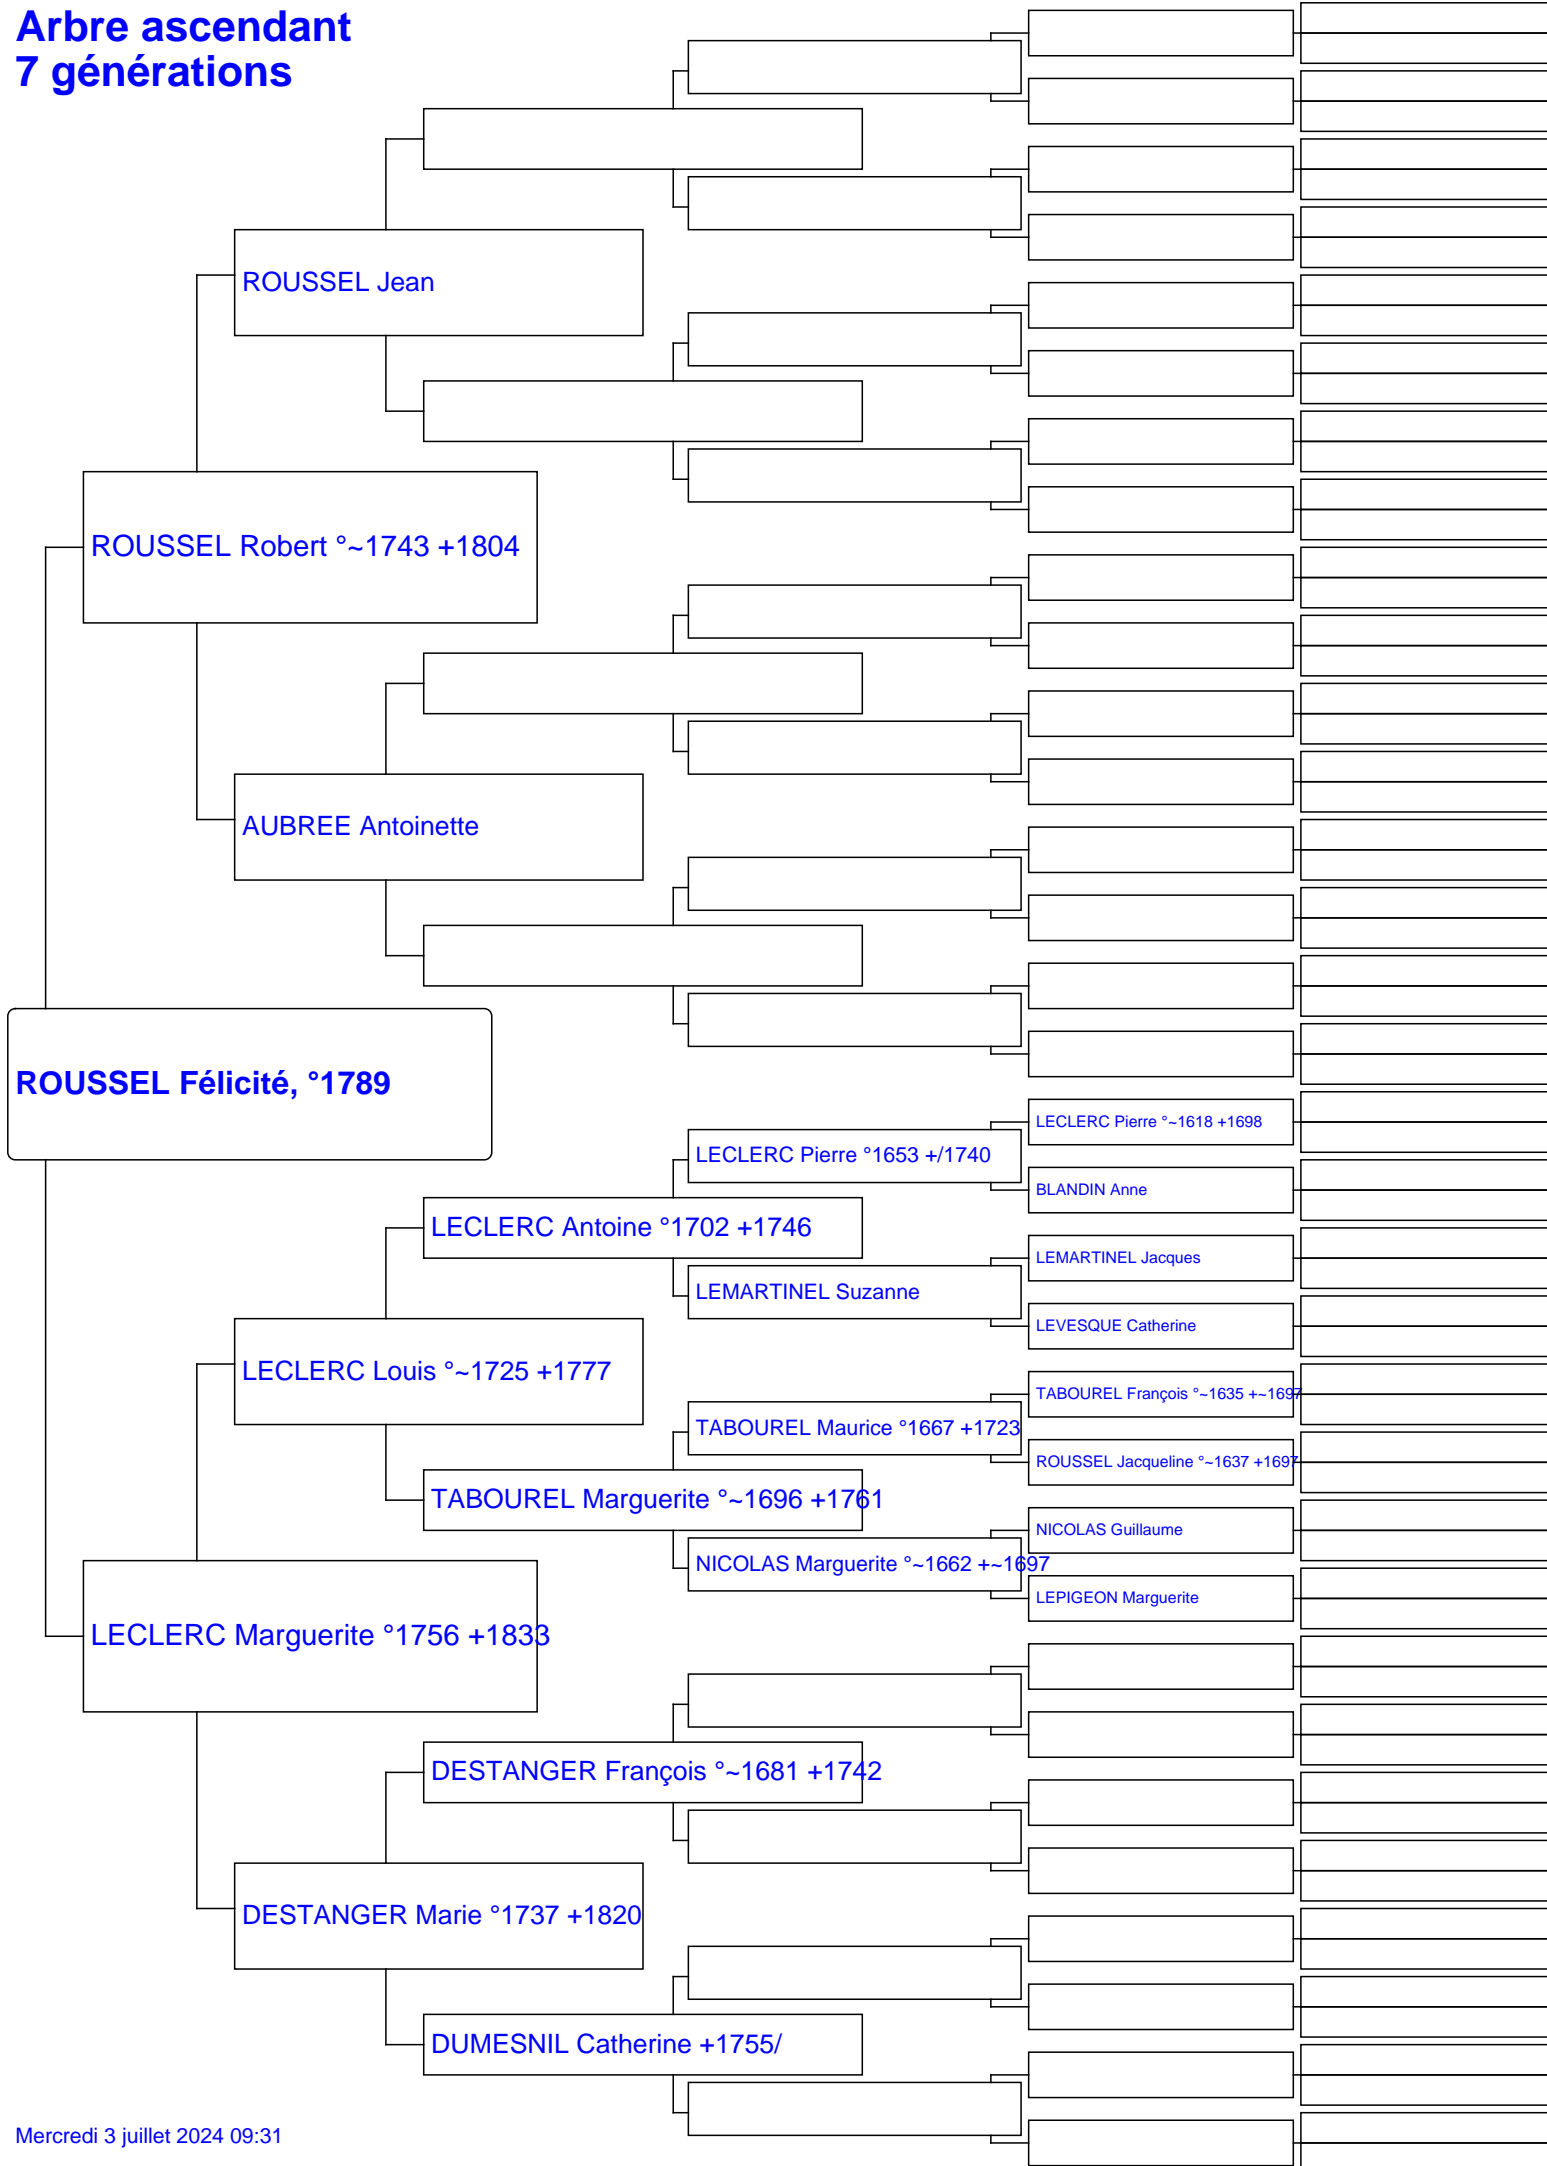 Arbre ascendant
7 générations
ROUSSEL Jean
ROUSSEL Robert °~1743 +1804
AUBREE Antoinette
ROUSSEL Félicité, °1789
LECLERC Pierre °~1618 +1698
LECLERC Pierre °1653 +/1740
BLANDIN Anne
LECLERC Antoine °1702 +1746
LEMARTINEL Jacques
LEMARTINEL Suzanne
LEVESQUE Catherine
LECLERC Louis °~1725 +1777
TABOUREL François °~1635 +~1697
TABOUREL Maurice °1667 +1723
ROUSSEL Jacqueline °~1637 +1697
TABOUREL Marguerite °~1696 +1761
NICOLAS Guillaume
NICOLAS Marguerite °~1662 +~1697
LEPIGEON Marguerite
LECLERC Marguerite °1756 +1833
DESTANGER François °~1681 +1742
DESTANGER Marie °1737 +1820
DUMESNIL Catherine +1755/
Mercredi 3 juillet 2024 09:31